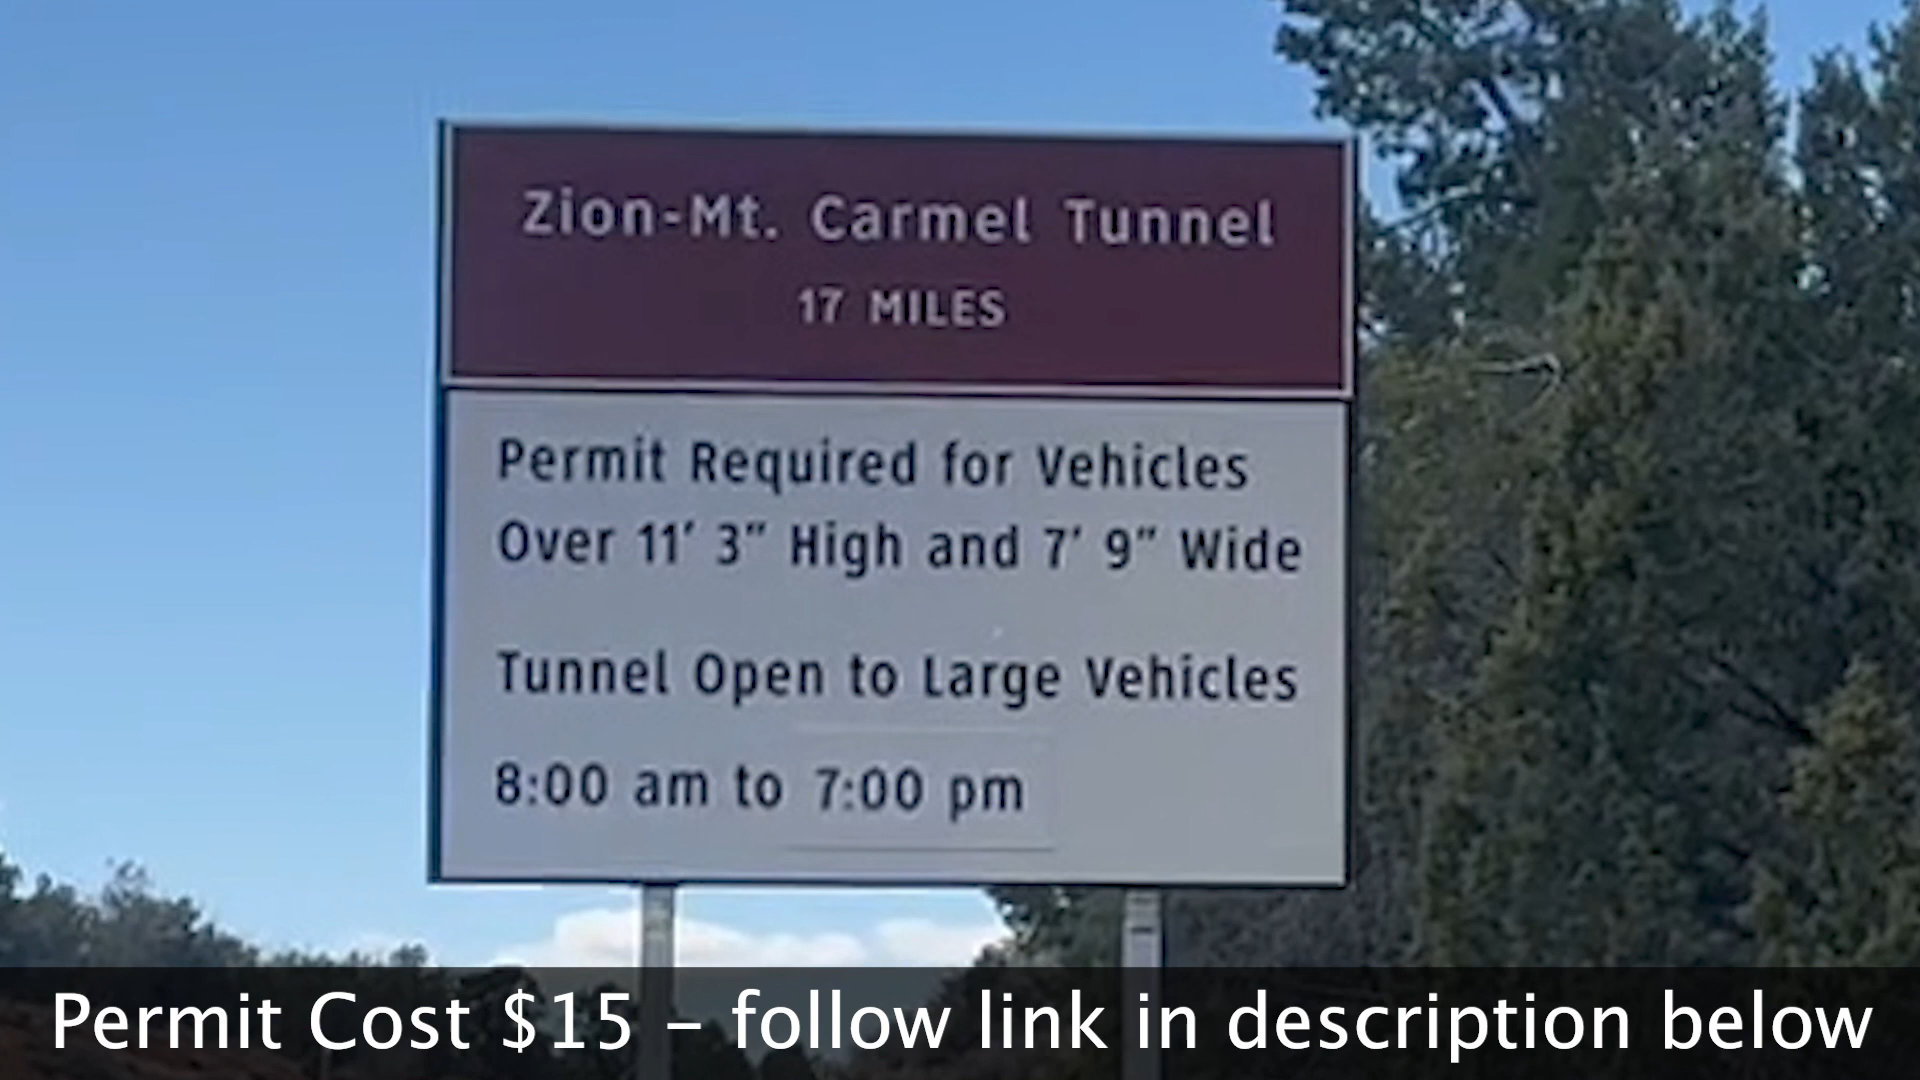 Zion-Mt. Carmel Tunnel
17 MILES
Permit Required for Vehicles
Over 11' 3" High and 7' 9" Wide
Tunnel Open to Large Vehicles
8:00 am to 7:00 pm
Permit Cost $15 – follow link in description below